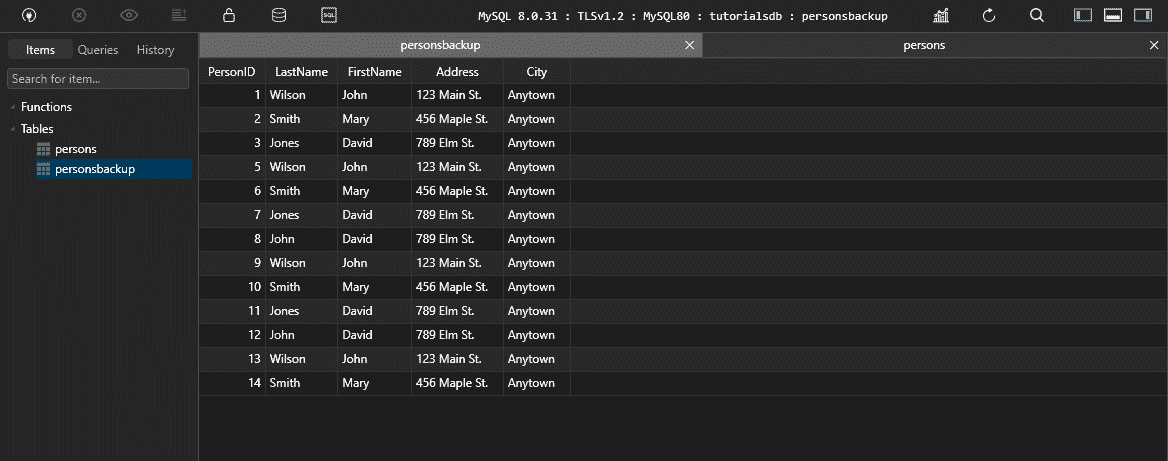 SQL
MySQL 8.0.31 : TLSv1.2 : MySQL80 : tutorialsdb : personsbackup
Items Queries History
personsbackup
persons
Search for item...
Functions
Tables
persons
personsbackup
PersonID LastName FirstName Address City
1 Wilson John 123 Main St. Anytown
2 Smith Mary 456 Maple St. Anytown
3 Jones David 789 Elm St. Anytown
5 Wilson John 123 Main St. Anytown
6 Smith Mary 456 Maple St. Anytown
7 Jones David 789 Elm St. Anytown
8 John David 789 Elm St. Anytown
9 Wilson John 123 Main St. Anytown
10 Smith Mary 456 Maple St. Anytown
11 Jones David 789 Elm St. Anytown
12 John David 789 Elm St. Anytown
13 Wilson John 123 Main St. Anytown
14 Smith Mary 456 Maple St. Anytown